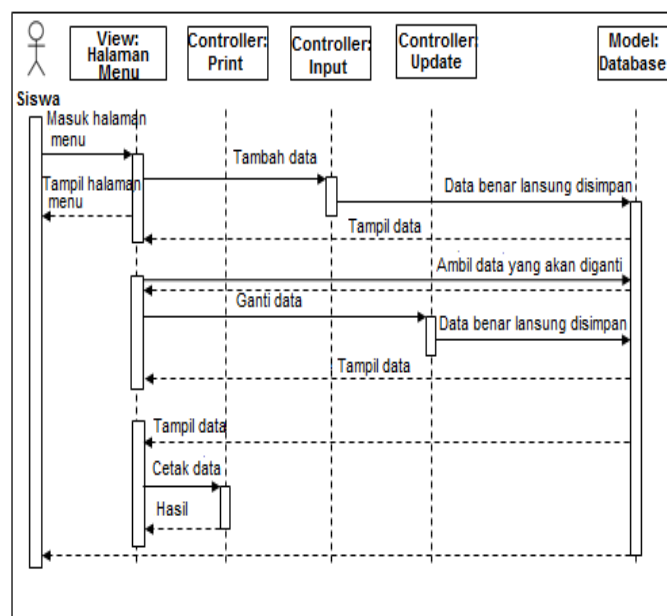 View:
Halaman
Menu
Controller:
Print
Controller:
Input
Controller:
Update
Model:
Database
Siswa
Masuk halaman
menu
Tambah data
Tampil halaman
menu
Data benar lansung disimpan
Tampil data
Ambil data yang akan diganti
Ganti data
Data benar lansung disimpan
Tampil data
Tampil data
Cetak data
Hasil